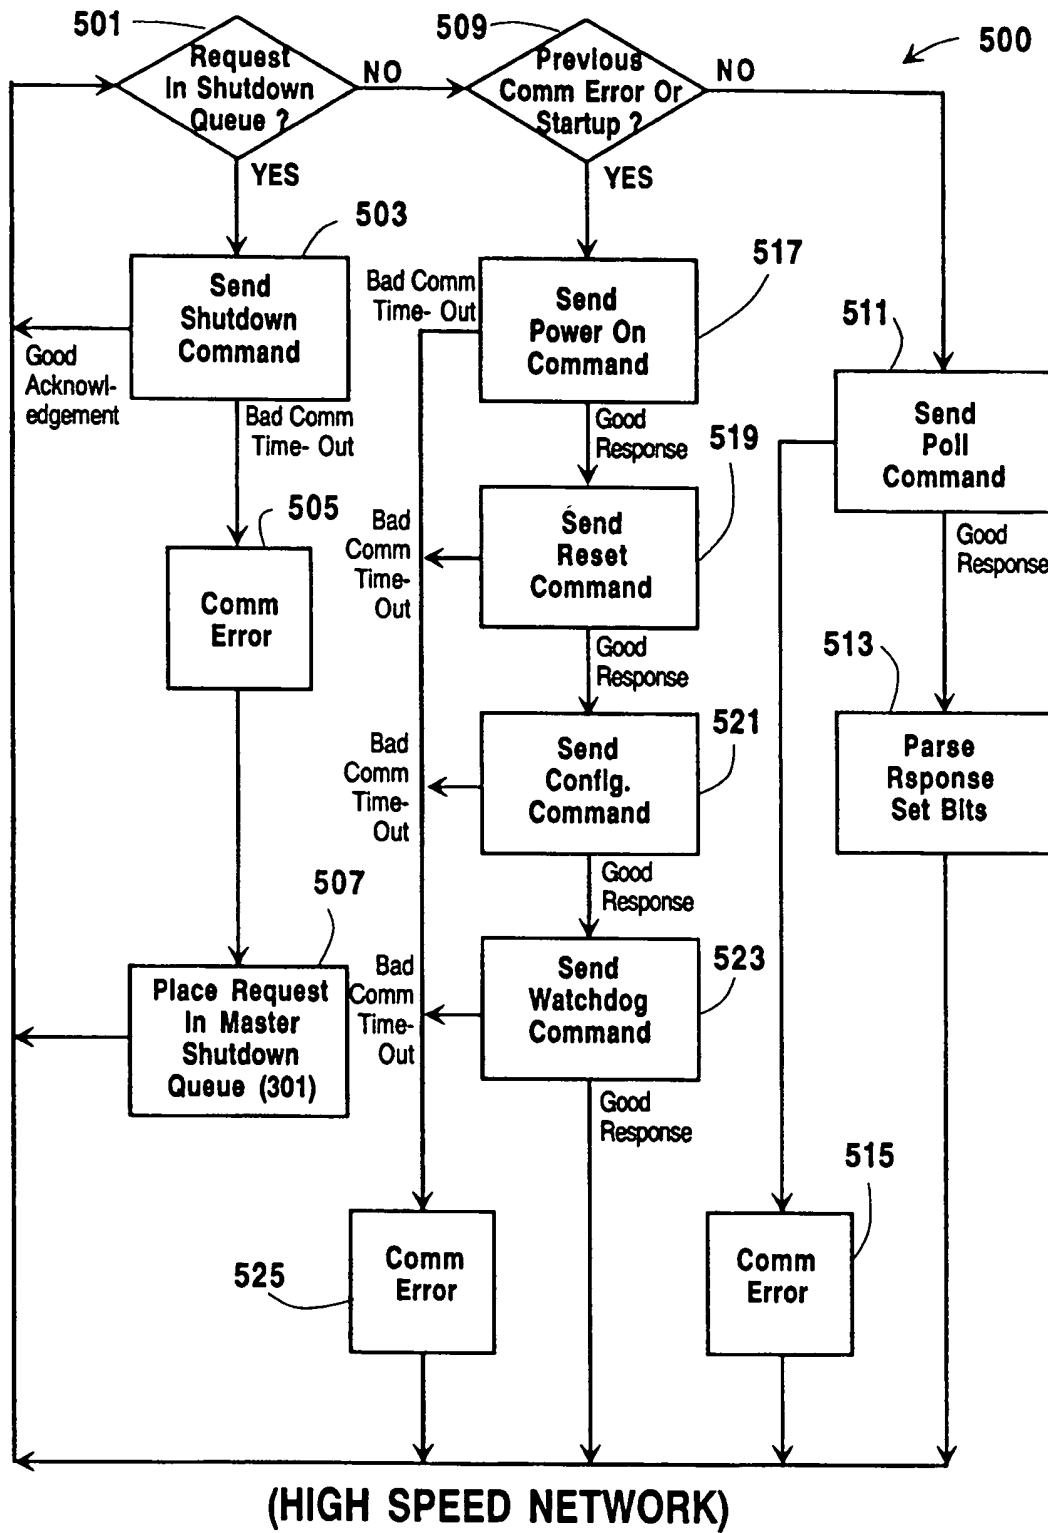 501
Request
In Shutdown
Queue ?
NO
YES
509
Previous
Comm Error Or
Startup ?
NO
YES
500
503
Send
Shutdown
Command
Good
Acknowl-
edgement
Bad Comm
Time- Out
505
Comm
Error
507
Place Request
In Master
Shutdown
Queue (301)
Bad Comm
Time- Out
517
Send
Power On
Command
Good
Response
519
Send
Reset
Command
Bad
Comm
Time-
Out
Good
Response
521
Send
Config.
Command
Bad
Comm
Time-
Out
Good
Response
523
Send
Watchdog
Command
Bad
Comm
Time-
Out
Good
Response
525
Comm
Error
511
Send
Poll
Command
Good
Response
513
Parse
Rsponse
Set Bits
515
Comm
Error
(HIGH SPEED NETWORK)